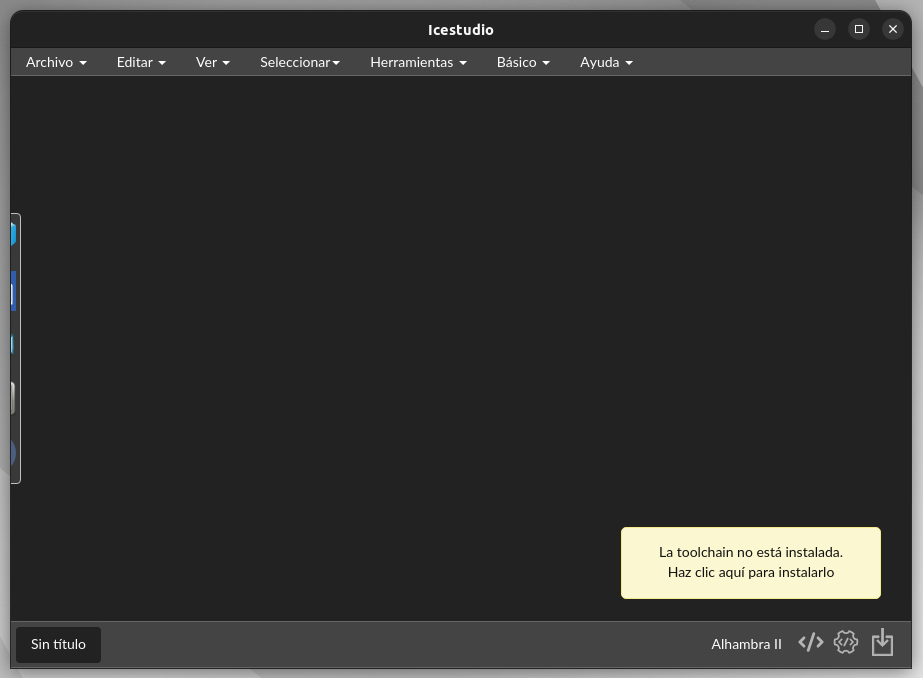 Icestudio
Archivo Editar Ver Seleccionar Herramientas Básico Ayuda
La toolchain no está instalada.
Haz clic aquí para instalarlo
Sin título Alhambra II